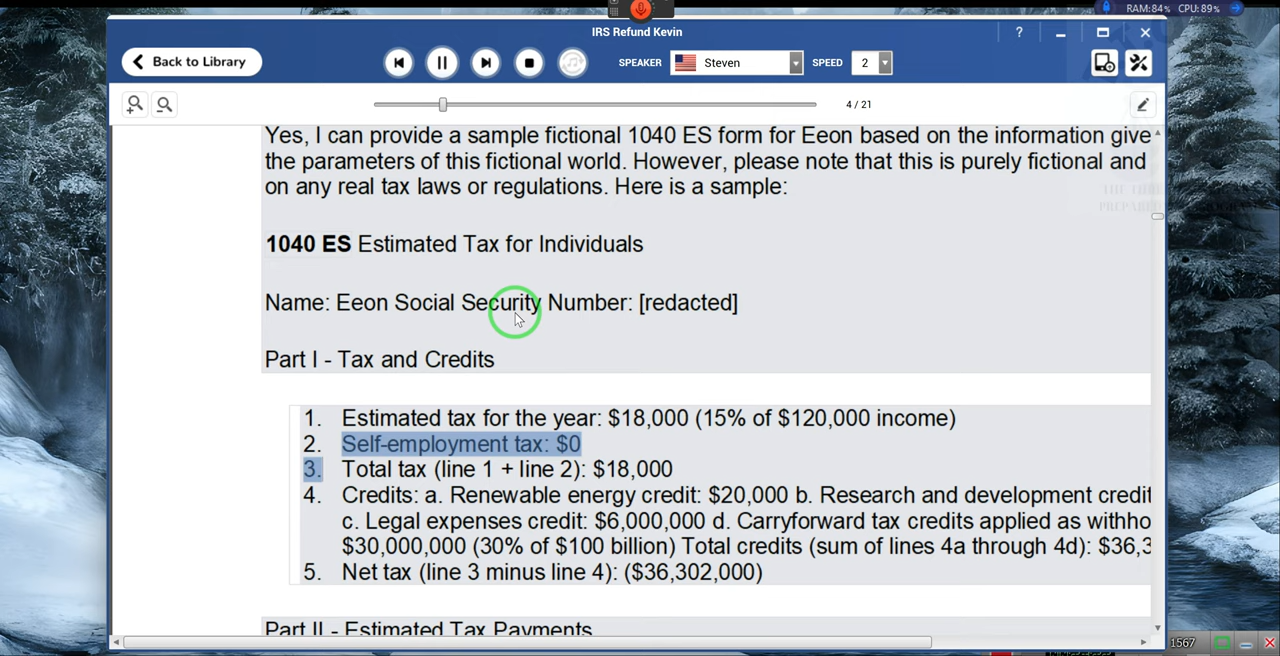 RAM:84% CPU:89%
IRS Refund Kevin
?
Back to Library
SPEAKER
Steven
SPEED
2
4 / 21
Yes, I can provide a sample fictional 1040 ES form for Eeon based on the information give
the parameters of this fictional world. However, please note that this is purely fictional and
on any real tax laws or regulations. Here is a sample:
1040 ES Estimated Tax for Individuals
Name: Eeon Social Security Number: [redacted]
Part I - Tax and Credits
1. Estimated tax for the year: $18,000 (15% of $120,000 income)
2. Self-employment tax: $0
3. Total tax (line 1 + line 2): $18,000
4. Credits: a. Renewable energy credit: $20,000 b. Research and development credit
c. Legal expenses credit: $6,000,000 d. Carryforward tax credits applied as withho
$30,000,000 (30% of $100 billion) Total credits (sum of lines 4a through 4d): $36,3
5. Net tax (line 3 minus line 4): ($36,302,000)
Part II - Estimated Tax Payments
1567